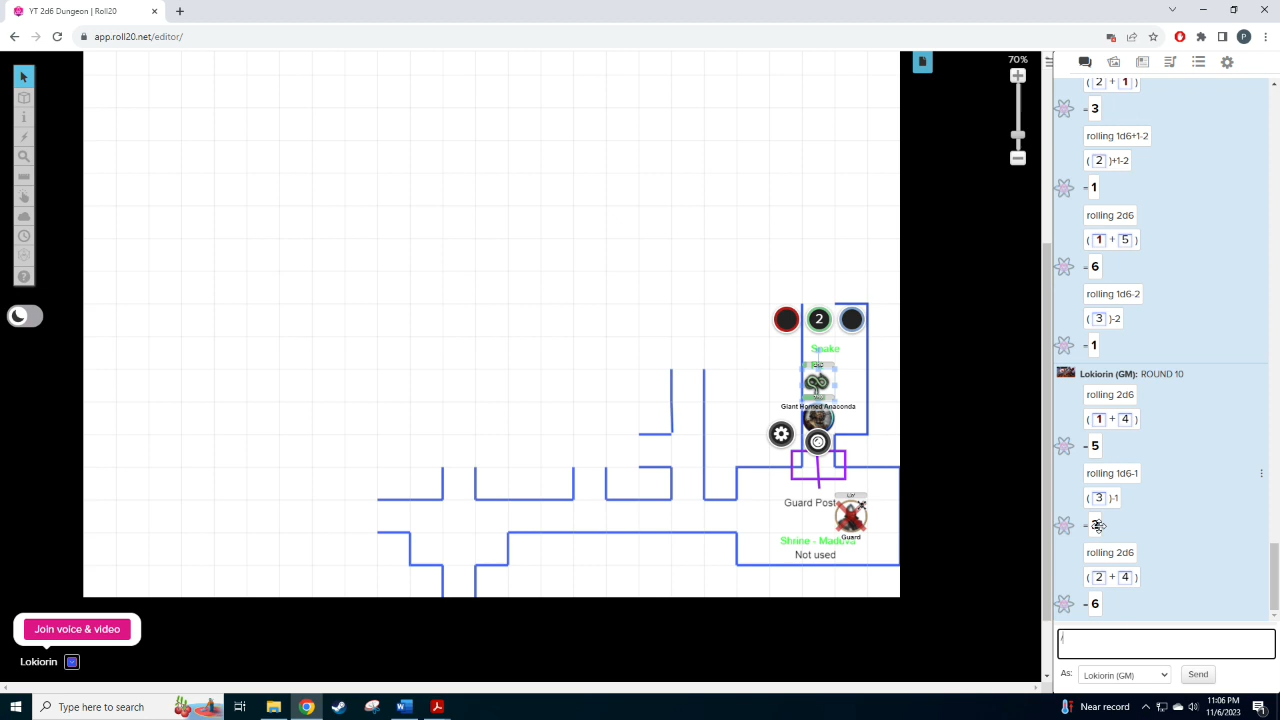 YT 2d6 Dungeon | Roll20
app.roll20.net/editor/
P
70%
( 2 + 1 )
= 3
rolling 1d6+1-2
( 2 )+1-2
= 1
rolling 2d6
( 1 + 5 )
= 6
rolling 1d6-2
( 3 )-2
= 1
Lokiorin (GM): ROUND 10
rolling 2d6
( 1 + 4 )
= 5
rolling 1d6-1
( 3 )-1
=
rolling 2d6
( 2 + 4 )
= 6
/
As: Lokiorin (GM)
Send
2
Snake
Giant Horned Anaconda
Guard Post
Guard
Shrine - Maduva
Not used
Join voice & video
Lokiorin
Type here to search
Near record
11:06 PM
11/6/2023
1